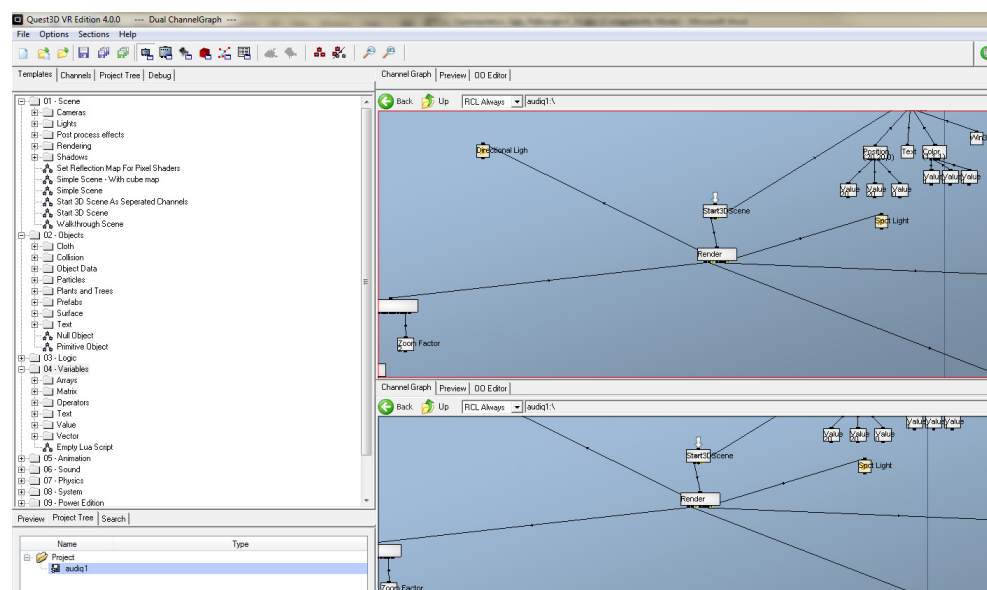 Quest3D VR Edition 4.0.0 --- Dual ChannelGraph ---
File Options Sections Help
Templates Channels Project Tree Debug
01 - Scene
Cameras
Lights
Post process effects
Rendering
Shadows
Set Reflection Map For Pixel Shaders
Simple Scene - With cube map
Simple Scene
Start 3D Scene As Seperated Channels
Start 3D Scene
Walkthrough Scene
02 - Objects
Cloth
Collision
Object Data
Particles
Plants and Trees
Prefabs
Surface
Text
Null Object
Primitive Object
03 - Logic
04 - Variables
Arrays
Matrix
Operators
Text
Value
Vector
Empty Lua Script
05 - Animation
06 - Sound
07 - Physics
08 - System
09 - Power Edition
Preview Project Tree Search
Name Type
Project
audiq1
Channel Graph Preview OO Editor
Back Up RCL Always audiq1:\
Directional Ligh
Position Text Color
Value Value Value
Value Value Value
Start3DScene
Spot Light
Render
Zoom Factor
Channel Graph Preview OO Editor
Back Up RCL Always audiq1:\
Value Value Value
Value Value Value
Start3DScene
Spot Light
Render
Zoom Factor